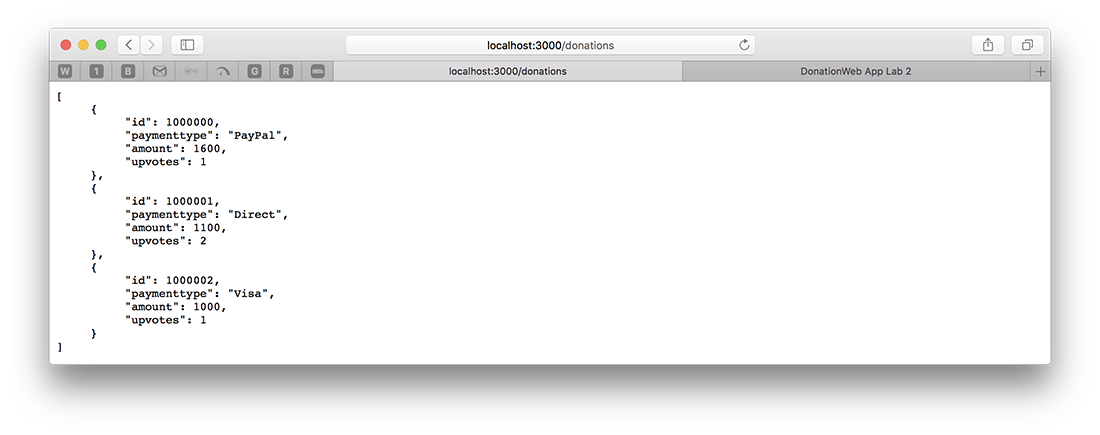 localhost:3000/donations
W
1
B
G
R
localhost:3000/donations
DonationWeb App Lab 2
[
{
"id": 1000000,
"paymenttype": "PayPal",
"amount": 1600,
"upvotes": 1
},
{
"id": 1000001,
"paymenttype": "Direct",
"amount": 1100,
"upvotes": 2
},
{
"id": 1000002,
"paymenttype": "Visa",
"amount": 1000,
"upvotes": 1
}
]